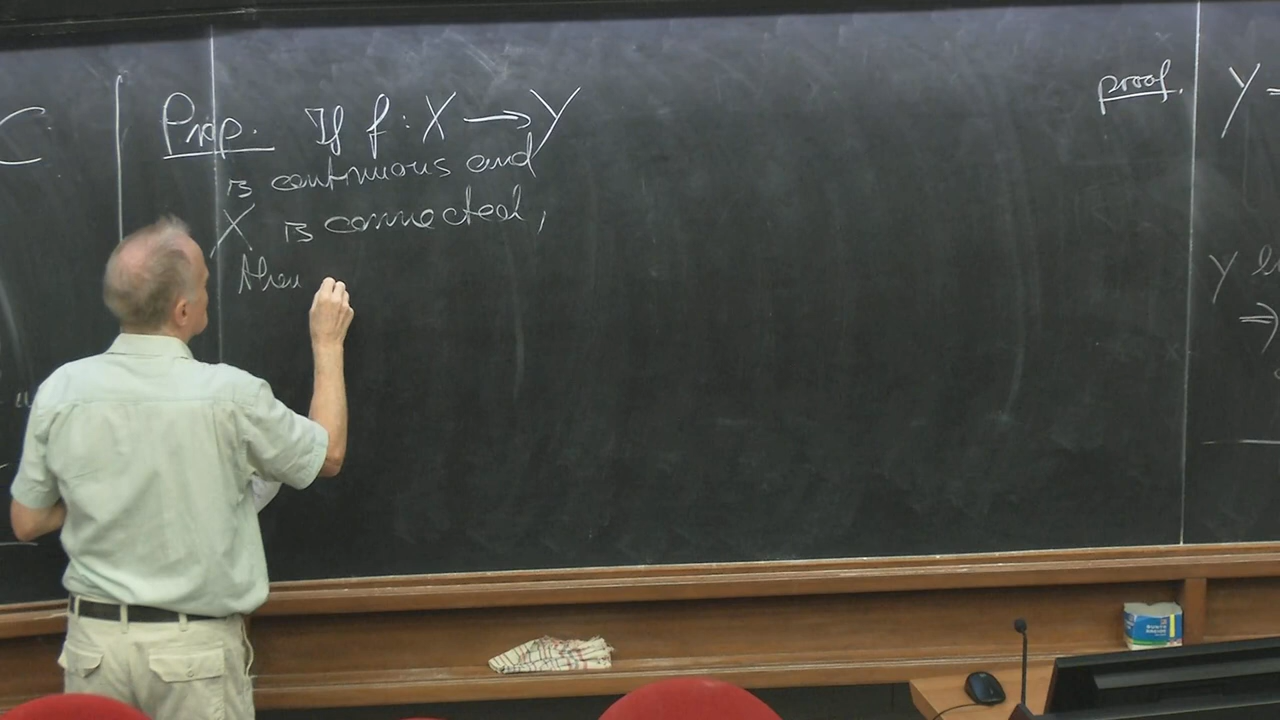 C
Prop. If f : X → Y
is continuous and
X is connected,
then
proof.
Y =
Y
⇒